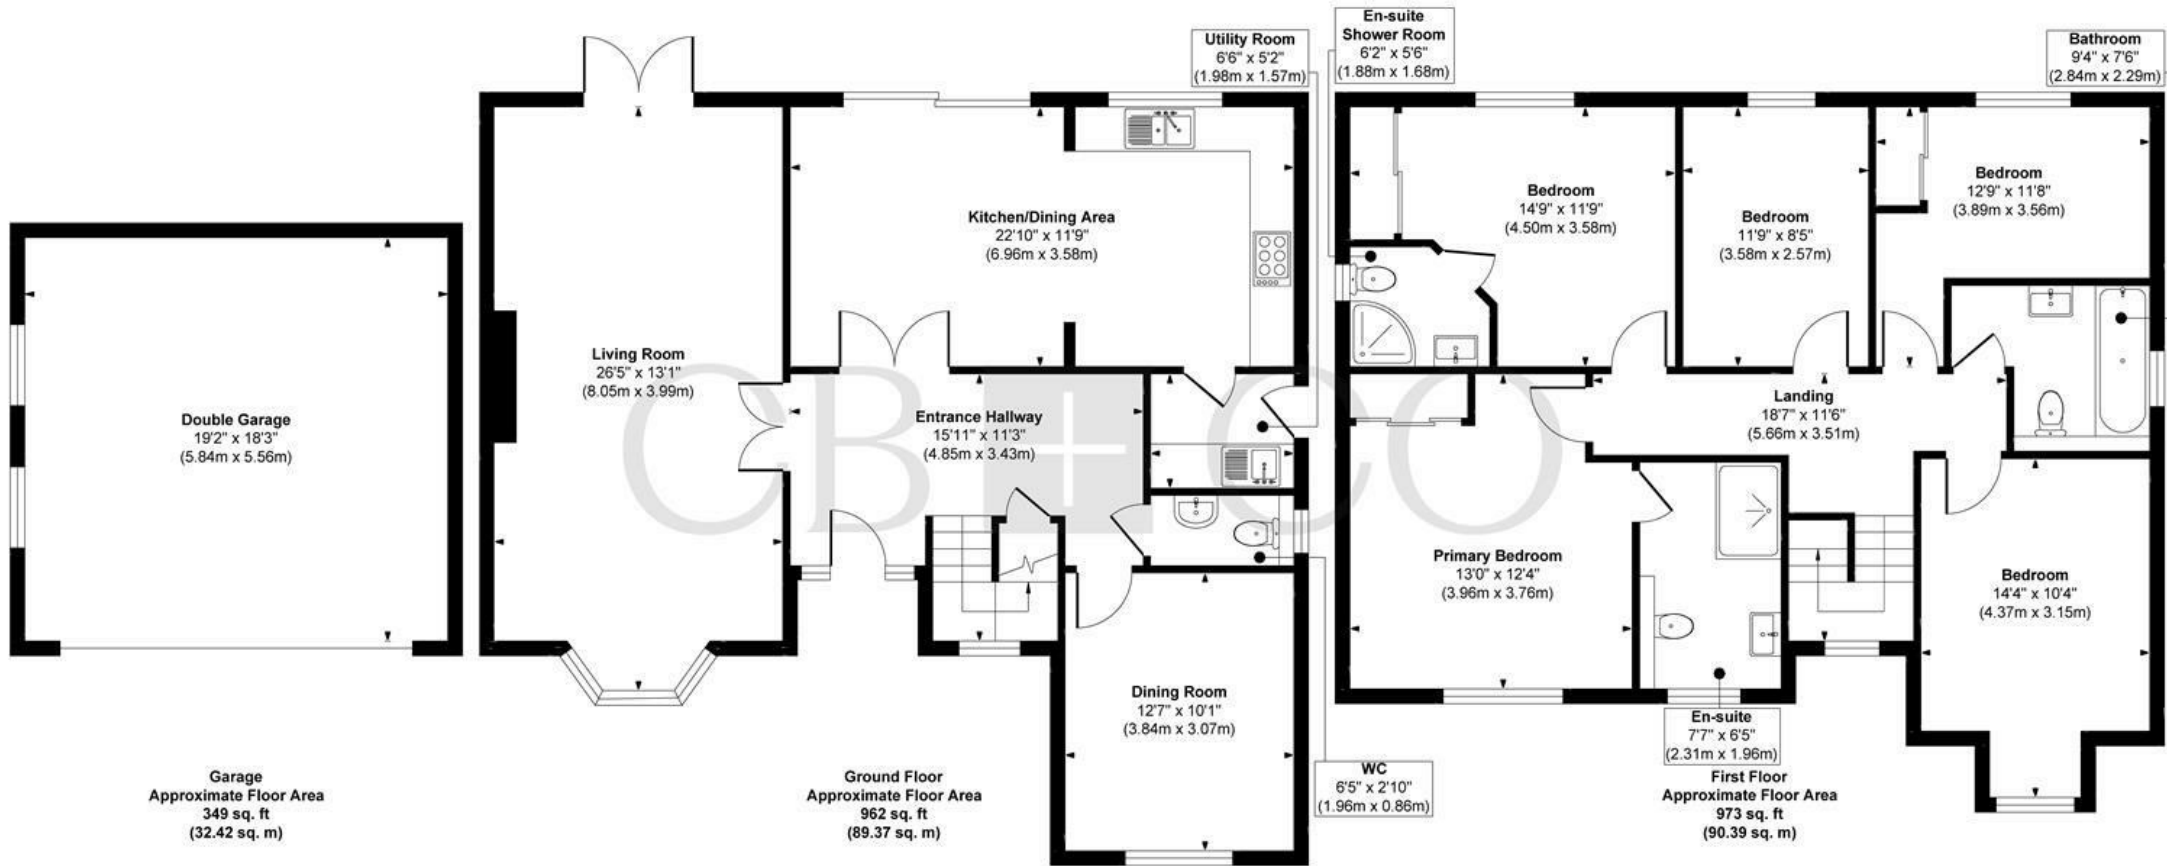 Double Garage
19'2" x 18'3"
(5.84m x 5.56m)
Garage
Approximate Floor Area
349 sq. ft
(32.42 sq. m)
Living Room
26'5" x 13'1"
(8.05m x 3.99m)
Kitchen/Dining Area
22'10" x 11'9"
(6.96m x 3.58m)
Utility Room
6'6" x 5'2"
(1.98m x 1.57m)
Entrance Hallway
15'11" x 11'3"
(4.85m x 3.43m)
Dining Room
12'7" x 10'1"
(3.84m x 3.07m)
WC
6'5" x 2'10"
(1.96m x 0.86m)
Ground Floor
Approximate Floor Area
962 sq. ft
(89.37 sq. m)
En-suite
Shower Room
6'2" x 5'6"
(1.88m x 1.68m)
Bedroom
14'9" x 11'9"
(4.50m x 3.58m)
Bedroom
11'9" x 8'5"
(3.58m x 2.57m)
Bedroom
12'9" x 11'8"
(3.89m x 3.56m)
Bathroom
9'4" x 7'6"
(2.84m x 2.29m)
Landing
18'7" x 11'6"
(5.66m x 3.51m)
Primary Bedroom
13'0" x 12'4"
(3.96m x 3.76m)
Bedroom
14'4" x 10'4"
(4.37m x 3.15m)
En-suite
7'7" x 6'5"
(2.31m x 1.96m)
First Floor
Approximate Floor Area
973 sq. ft
(90.39 sq. m)
CB+CO